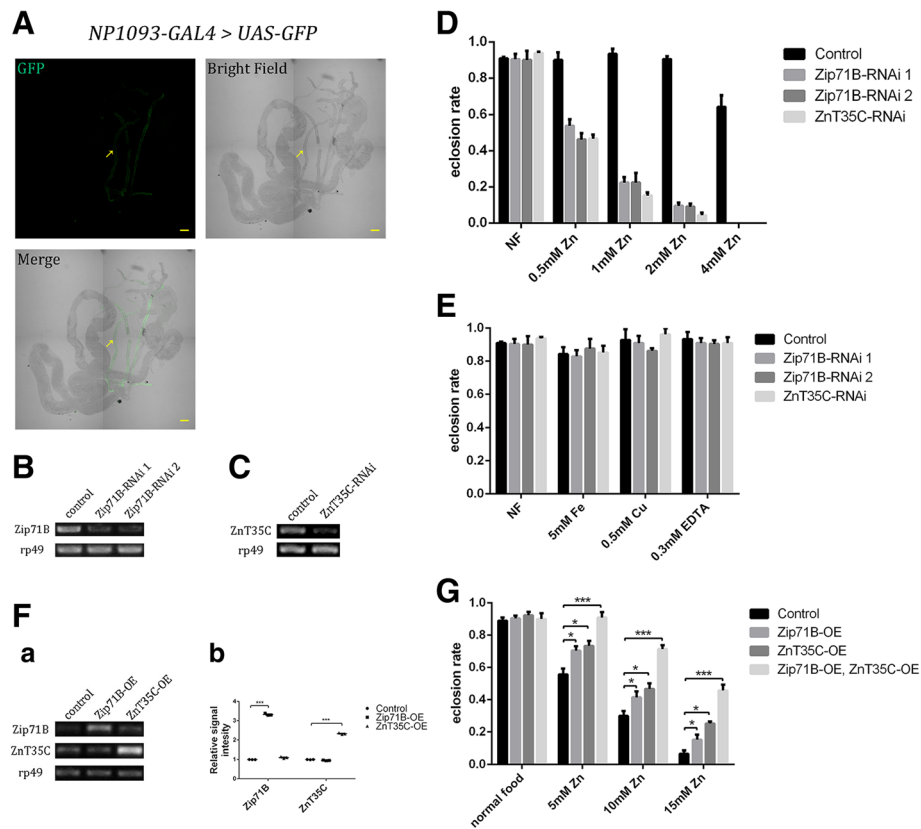 A
NP1093-GAL4 > UAS-GFP
GFP
Bright Field
Merge
B
control
Zip71B-RNAi 1
Zip71B-RNAi 2
Zip71B
rp49
C
control
ZnT35C-RNAi
ZnT35C
rp49
D
eclosion rate
1.0
0.8
0.6
0.4
0.2
0.0
NF
0.5mM Zn
1mM Zn
2mM Zn
4mM Zn
Control
Zip71B-RNAi 1
Zip71B-RNAi 2
ZnT35C-RNAi
E
eclosion rate
1.0
0.8
0.6
0.4
0.2
0.0
NF
5mM Fe
0.5mM Cu
0.3mM EDTA
Control
Zip71B-RNAi 1
Zip71B-RNAi 2
ZnT35C-RNAi
F
a
control
Zip71B-OE
ZnT35C-OE
Zip71B
ZnT35C
rp49
b
Relative signal
intesity
4
3
2
1
0
***
***
Zip71B
ZnT35C
Control
Zip71B-OE
ZnT35C-OE
G
eclosion rate
1.0
0.8
0.6
0.4
0.2
0.0
***
*
*
***
*
*
***
*
*
normal food
5mM Zn
10mM Zn
15mM Zn
Control
Zip71B-OE
ZnT35C-OE
Zip71B-OE, ZnT35C-OE